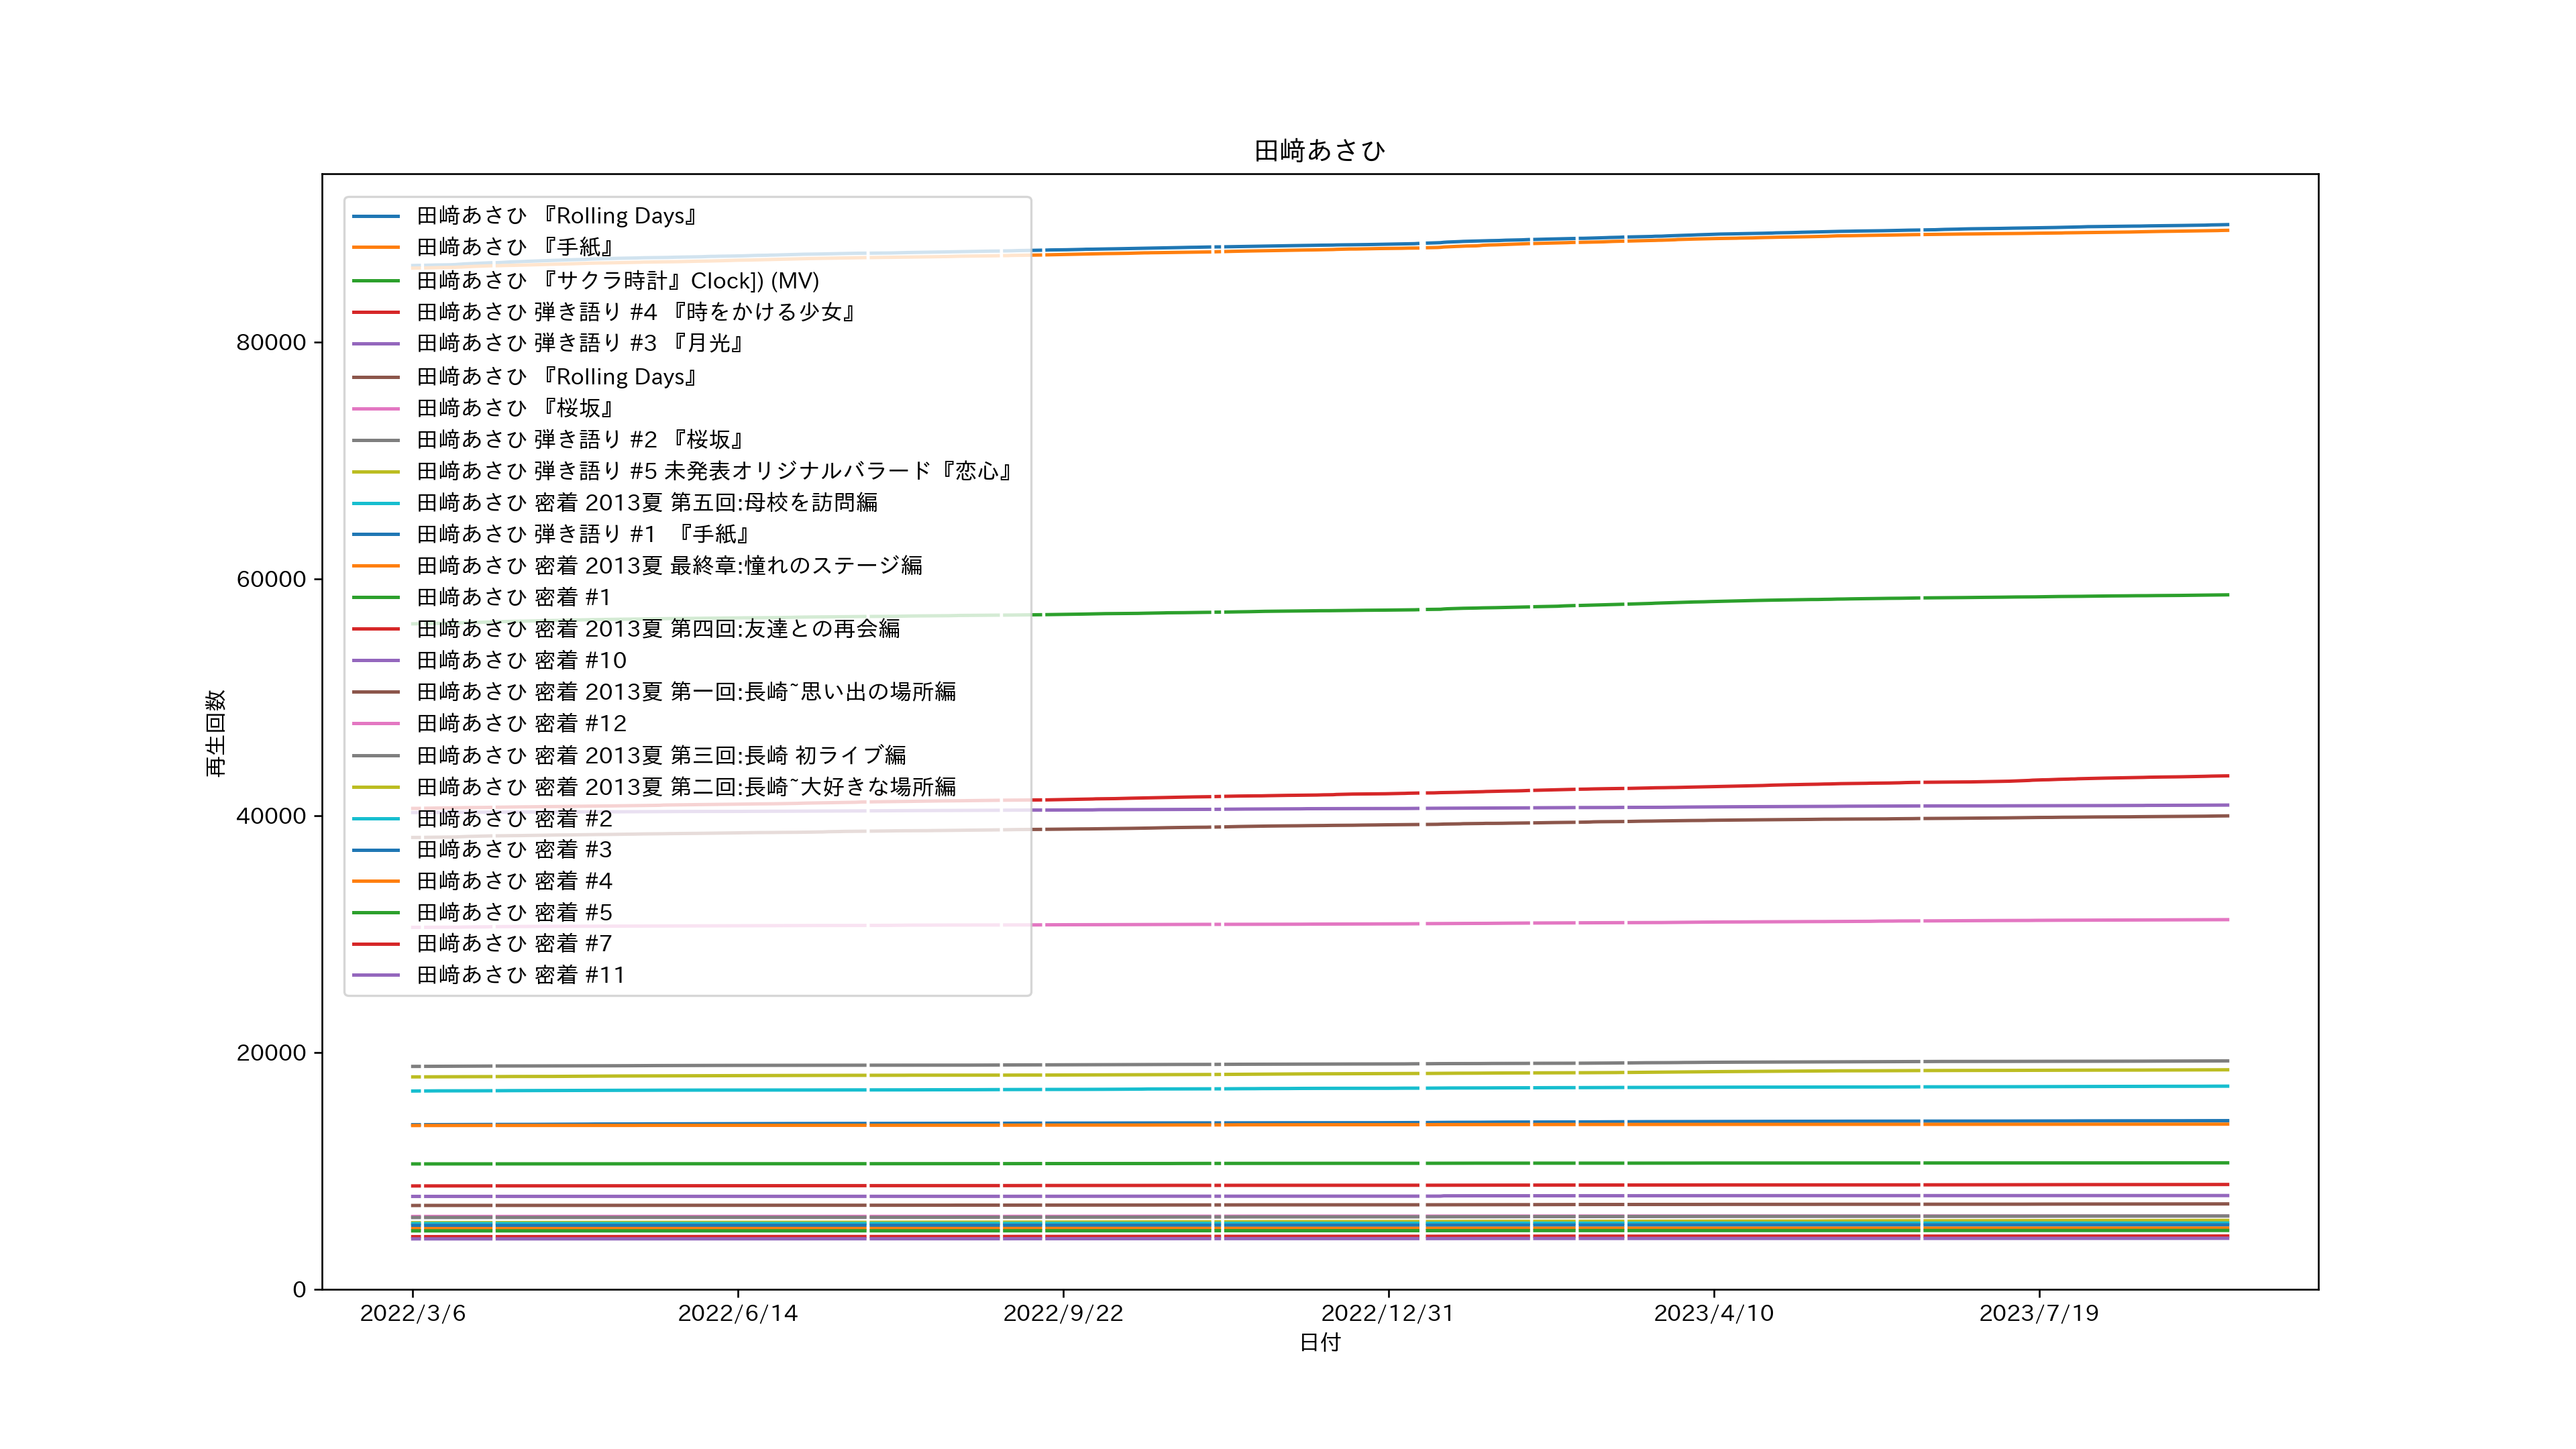 田﨑あさひ
田﨑あさひ 『Rolling Days』
田﨑あさひ 『手紙』
田﨑あさひ 『サクラ時計』Clock]) (MV)
田﨑あさひ 弾き語り #4 『時をかける少女』
田﨑あさひ 弾き語り #3 『月光』
田﨑あさひ 『Rolling Days』
田﨑あさひ 『桜坂』
田﨑あさひ 弾き語り #2 『桜坂』
田﨑あさひ 弾き語り #5 未発表オリジナルバラード『恋心』
田﨑あさひ 密着 2013夏 第五回:母校を訪問編
田﨑あさひ 弾き語り #1 『手紙』
田﨑あさひ 密着 2013夏 最終章:憧れのステージ編
田﨑あさひ 密着 #1
田﨑あさひ 密着 2013夏 第四回:友達との再会編
田﨑あさひ 密着 #10
田﨑あさひ 密着 2013夏 第一回:長崎~思い出の場所編
田﨑あさひ 密着 #12
田﨑あさひ 密着 2013夏 第三回:長崎 初ライブ編
田﨑あさひ 密着 2013夏 第二回:長崎~大好きな場所編
田﨑あさひ 密着 #2
田﨑あさひ 密着 #3
田﨑あさひ 密着 #4
田﨑あさひ 密着 #5
田﨑あさひ 密着 #7
田﨑あさひ 密着 #11
再生回数
80000
60000
40000
20000
0
2022/3/6
2022/6/14
2022/9/22
2022/12/31
2023/4/10
2023/7/19
日付